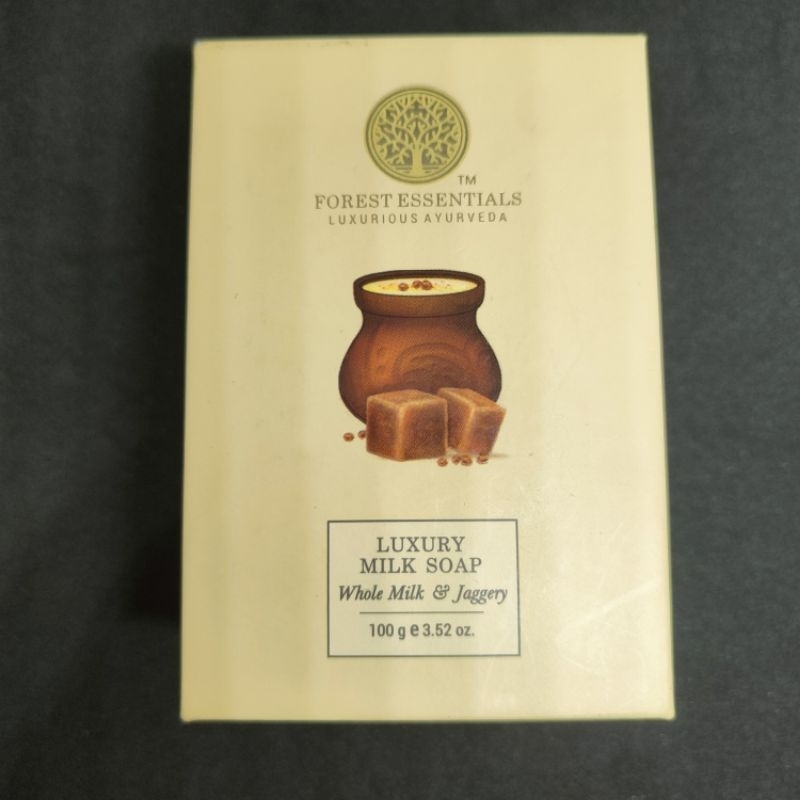 TM
FOREST ESSENTIALS
LUXURIOUS AYURVEDA
LUXURY
MILK SOAP
Whole Milk & Jaggery
100 g e 3.52 oz.